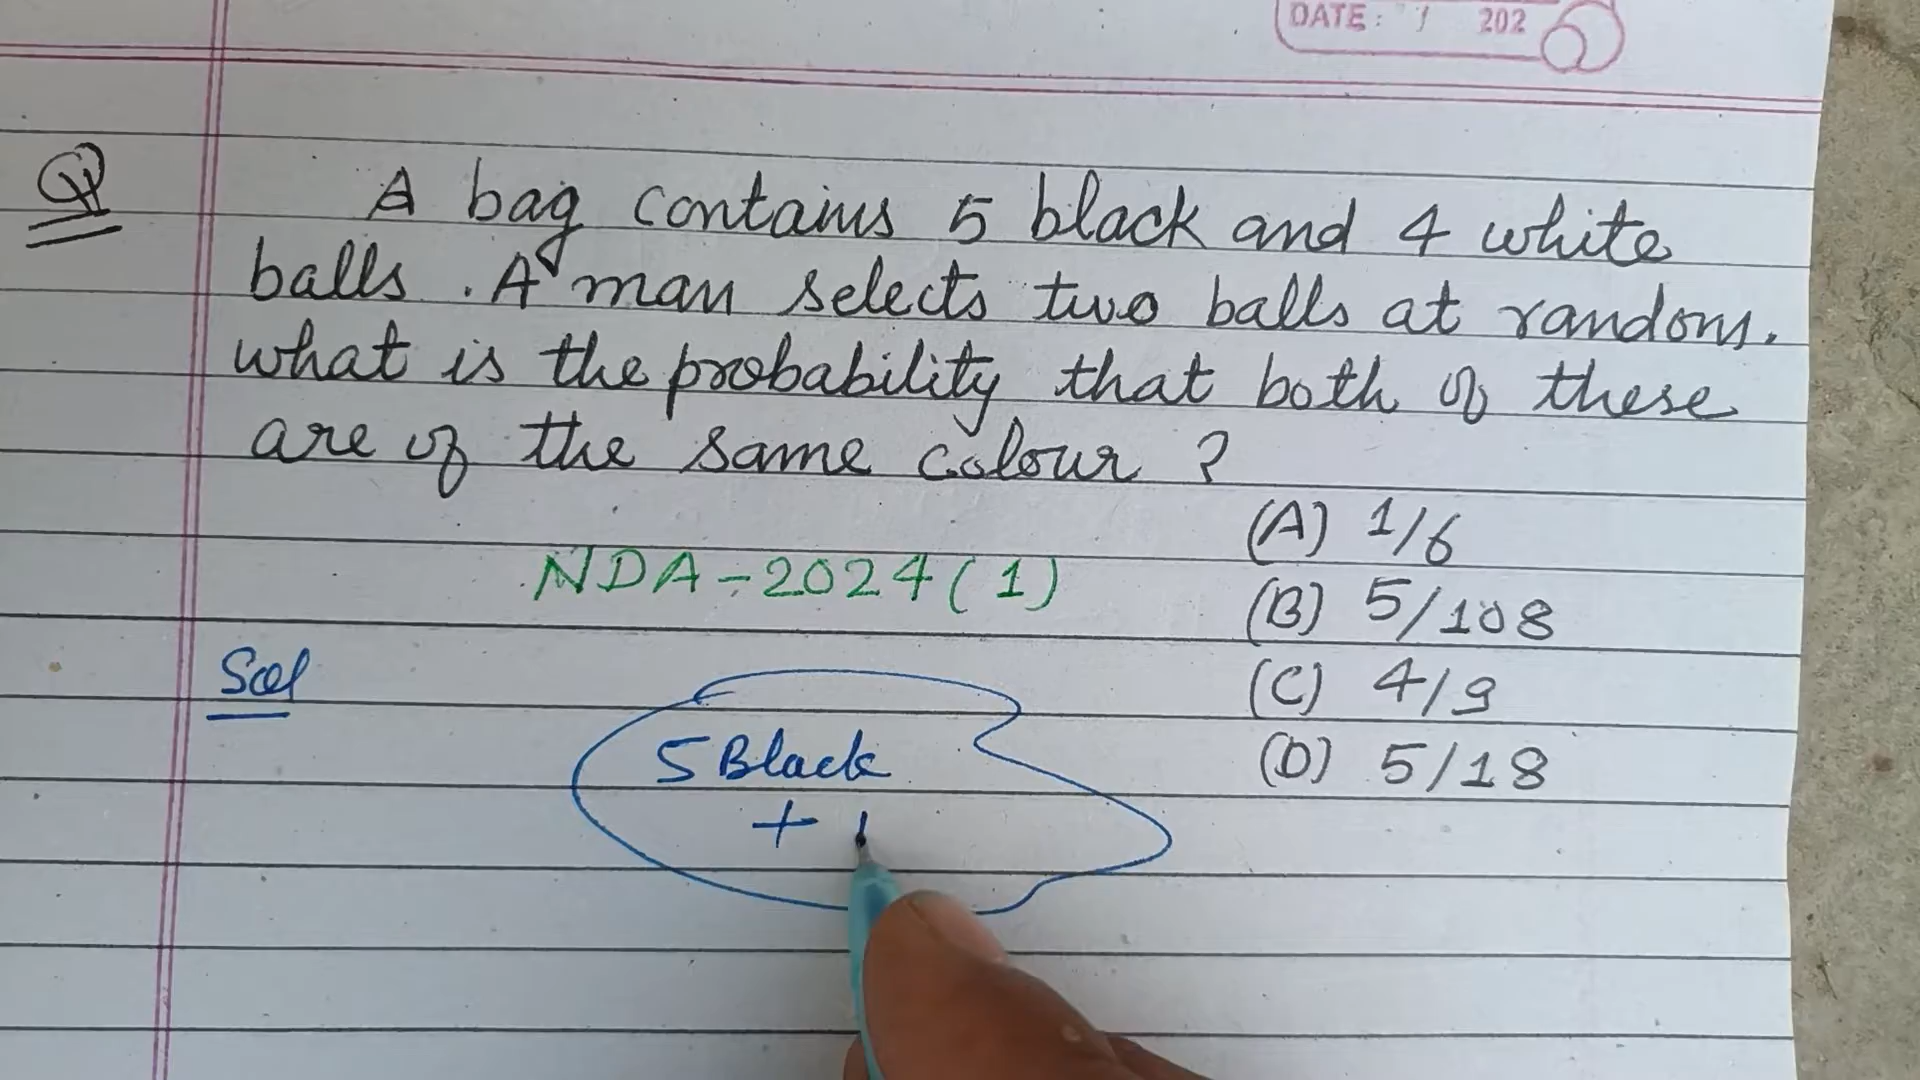 DATE: / 202
Q A bag contains 5 black and 4 white
balls. A man selects two balls at random.
what is the probability that both of these
are of the same colour ?
(A) 1/6
NDA-2024(1)
(B) 5/108
(C) 4/9
Sol
(D) 5/18
5 Black
+